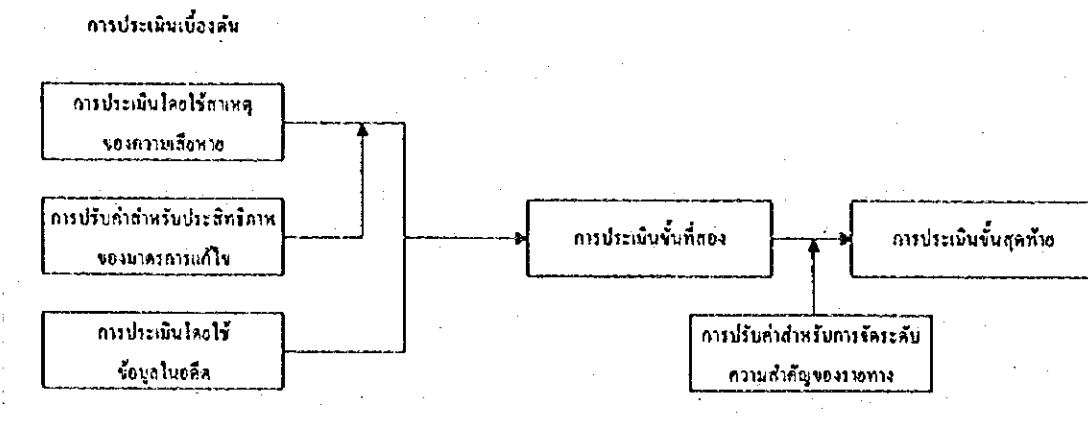 การประเมินเบื้องต้น
การประเมินโดยใช้สาเหตุ
ของความเสียหาย
การปรับค่าสำหรับประสิทธิภาพ
ของมาตรการแก้ไข
การประเมินโดยใช้
ข้อมูลในอดีต
การประเมินขั้นที่สอง
การประเมินขั้นสุดท้าย
การปรับค่าสำหรับการจัดระดับ
ความสำคัญของรายทาง